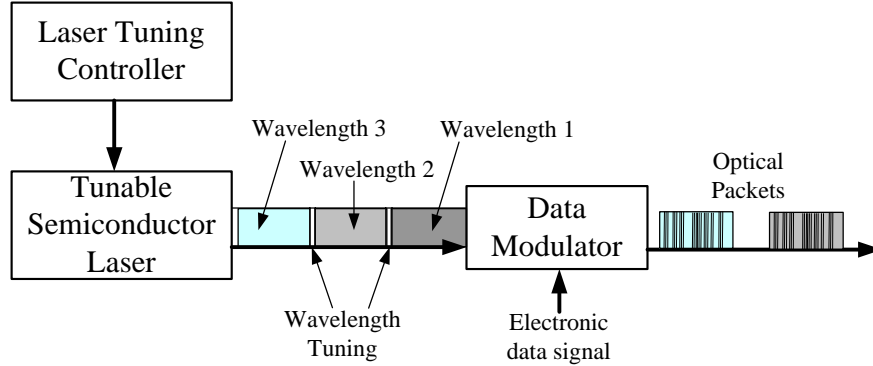 Laser Tuning
Controller
Wavelength 3
Wavelength 1
Wavelength 2
Optical
Packets
Tunable
Semiconductor
Laser
Data
Modulator
Wavelength
Tuning
Electronic
data signal